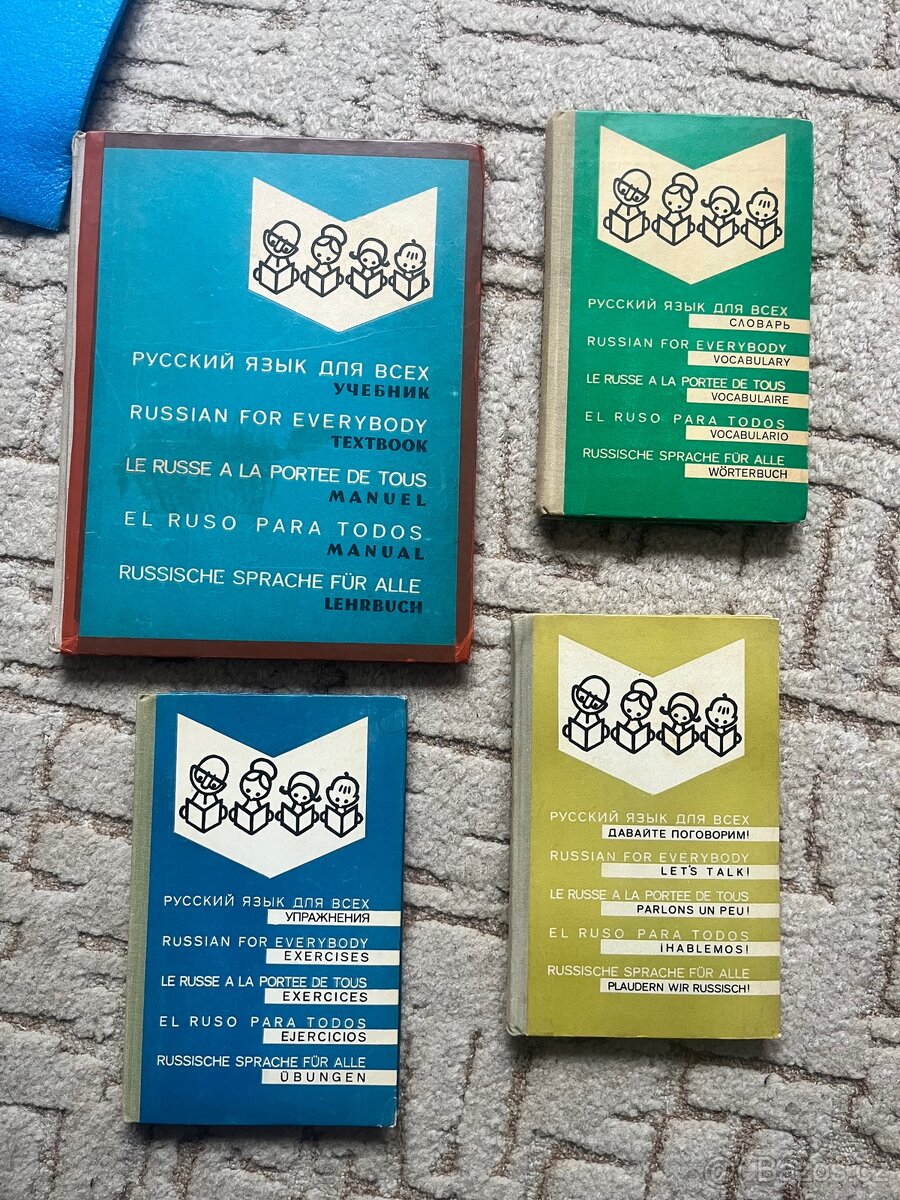 РУССКИЙ ЯЗЫК ДЛЯ ВСЕХ
УЧЕБНИК
RUSSIAN FOR EVERYBODY
TEXTBOOK
LE RUSSE A LA PORTEE DE TOUS
MANUEL
EL RUSO PARA TODOS
MANUAL
RUSSISCHE SPRACHE FÜR ALLE
LEHRBUCH
РУССКИЙ ЯЗЫК ДЛЯ ВСЕХ
СЛОВАРЬ
RUSSIAN FOR EVERYBODY
VOCABULARY
LE RUSSE A LA PORTEE DE TOUS
VOCABULAIRE
EL RUSO PARA TODOS
VOCABULARIO
RUSSISCHE SPRACHE FÜR ALLE
WÖRTERBUCH
РУССКИЙ ЯЗЫК ДЛЯ ВСЕХ
УПРАЖНЕНИЯ
RUSSIAN FOR EVERYBODY
EXERCISES
LE RUSSE A LA PORTEE DE TOUS
EXERCICES
EL RUSO PARA TODOS
EJERCICIOS
RUSSISCHE SPRACHE FÜR ALLE
ÜBUNGEN
РУССКИЙ ЯЗЫК ДЛЯ ВСЕХ
ДАВАЙТЕ ПОГОВОРИМ!
RUSSIAN FOR EVERYBODY
LET'S TALK!
LE RUSSE A LA PORTEE DE TOUS
PARLONS UN PEU!
EL RUSO PARA TODOS
¡HABLEMOS!
RUSSISCHE SPRACHE FÜR ALLE
PLAUDERN WIR RUSSISCH!
Bazos.cz